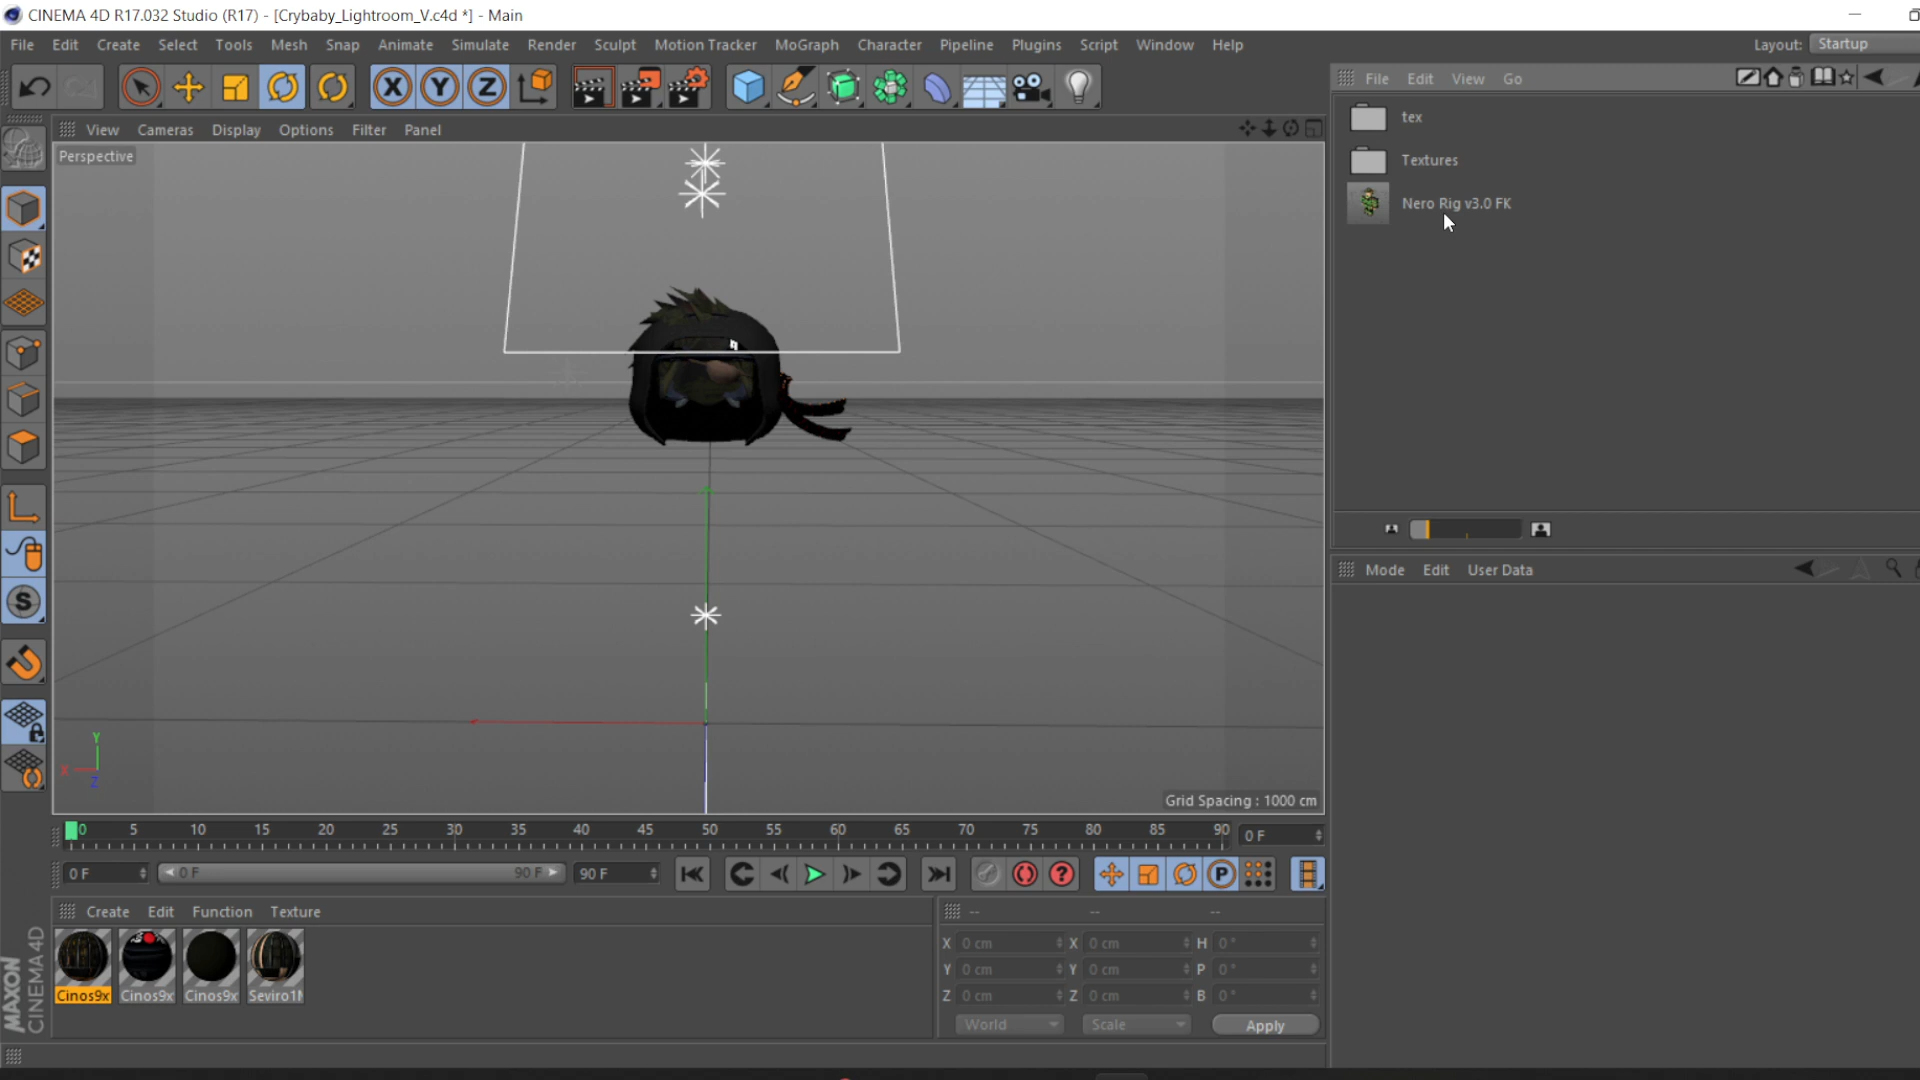 CINEMA 4D R17.032 Studio (R17) - [Crybaby_Lightroom_V.c4d *] - Main
File Edit Create Select Tools Mesh Snap Animate Simulate Render Sculpt Motion Tracker MoGraph Character Pipeline Plugins Script Window Help
Layout: Startup
File Edit View Go
View Cameras Display Options Filter Panel
Perspective
tex
Textures
Nero Rig v3.0 FK
X Y Z
S
Mode Edit User Data
Y
X
Z
Grid Spacing : 1000 cm
0 5 10 15 20 25 30 35 40 45 50 55 60 65 70 75 80 85 90 0 F
0 F 0 F 90 F 90 F ? P
Create Edit Function Texture
-- -- --
Cinos9x Cinos9x Cinos9x Seviro1
X 0 cm X 0 cm H 0 °
Y 0 cm Y 0 cm P 0 °
Z 0 cm Z 0 cm B 0 °
World Scale Apply
MAXON
CINEMA 4D